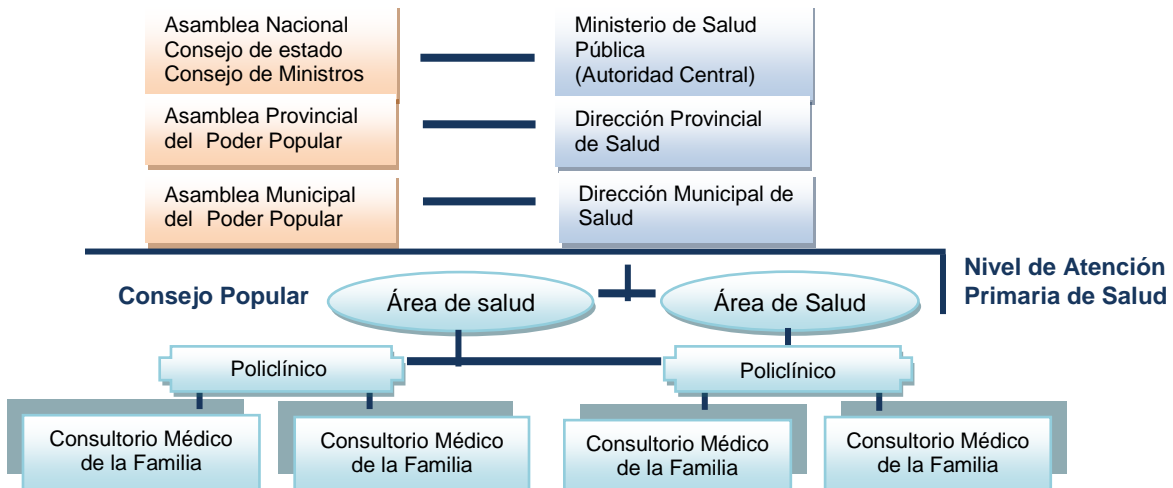 Asamblea Nacional
Consejo de estado
Consejo de Ministros
Ministerio de Salud
Pública
(Autoridad Central)
Asamblea Provincial
del Poder Popular
Dirección Provincial
de Salud
Asamblea Municipal
del Poder Popular
Dirección Municipal de
Salud
Nivel de Atención
Primaria de Salud
Consejo Popular
Área de salud
Área de Salud
Policlínico
Policlínico
Consultorio Médico
de la Familia
Consultorio Médico
de la Familia
Consultorio Médico
de la Familia
Consultorio Médico
de la Familia